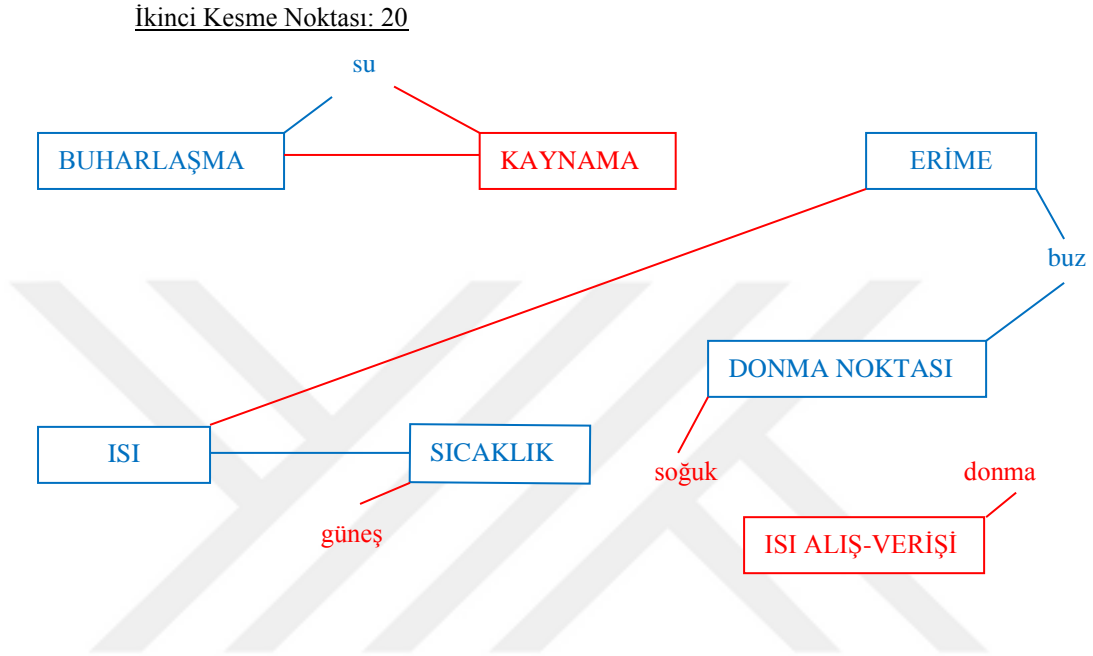 İkinci Kesme Noktası: 20
su
BUHARLAŞMA
KAYNAMA
ERİME
buz
DONMA NOKTASI
ISI
SICAKLIK
soğuk
donma
güneş
ISI ALIŞ-VERİŞİ